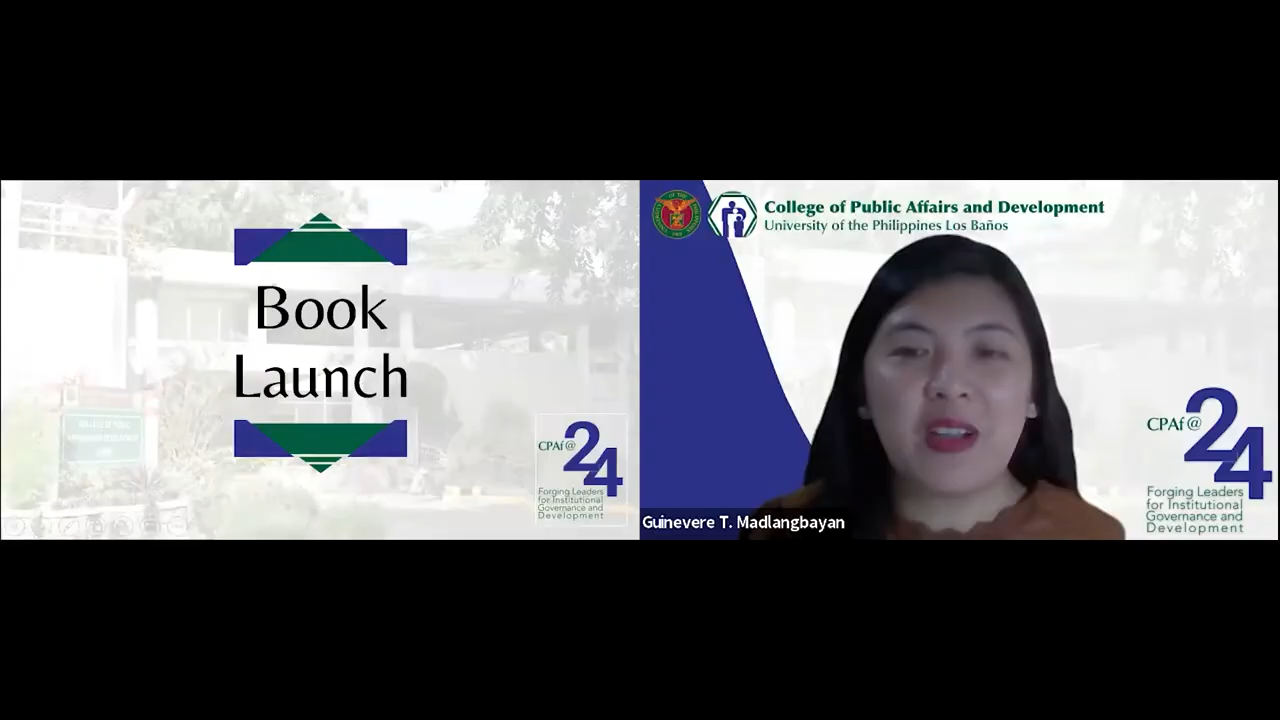 Book
Launch
CPAf@24
Forging Leaders
for Institutional
Governance and
Development
College of Public Affairs and Development
University of the Philippines Los Baños
CPAf@24
Forging Leaders
for Institutional
Governance and
Development
Guinevere T. Madlangbayan